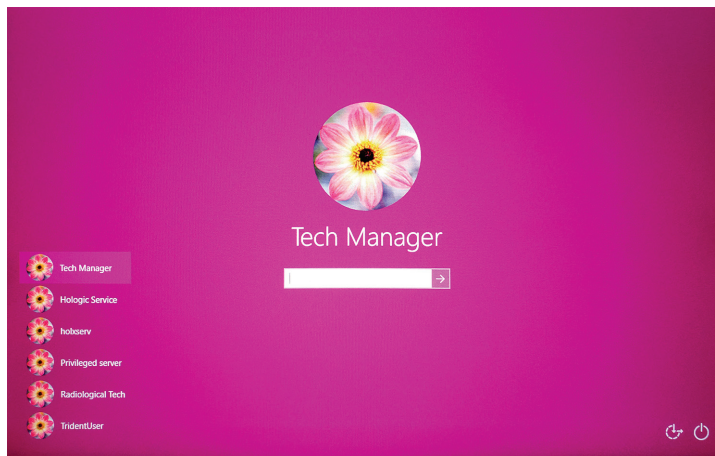 Tech Manager
Tech Manager
Hologic Service
holxserv
Privileged server
Radiological Tech
TridentUser